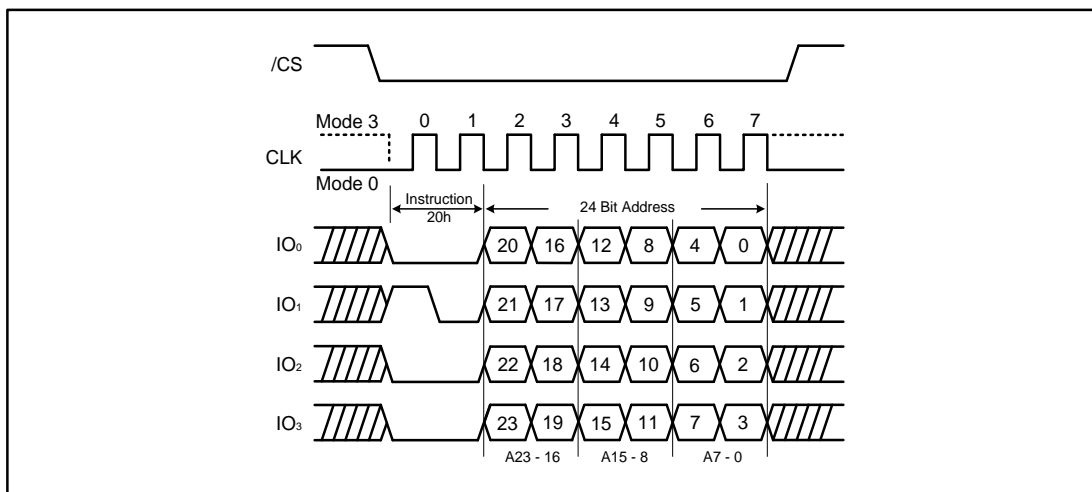 /CS
Mode 3 0 1 2 3 4 5 6 7
CLK
Mode 0
Instruction 20h
24 Bit Address
IO₀ 20 16 12 8 4 0
IO₁ 21 17 13 9 5 1
IO₂ 22 18 14 10 6 2
IO₃ 23 19 15 11 7 3
A23 - 16 A15 - 8 A7 - 0